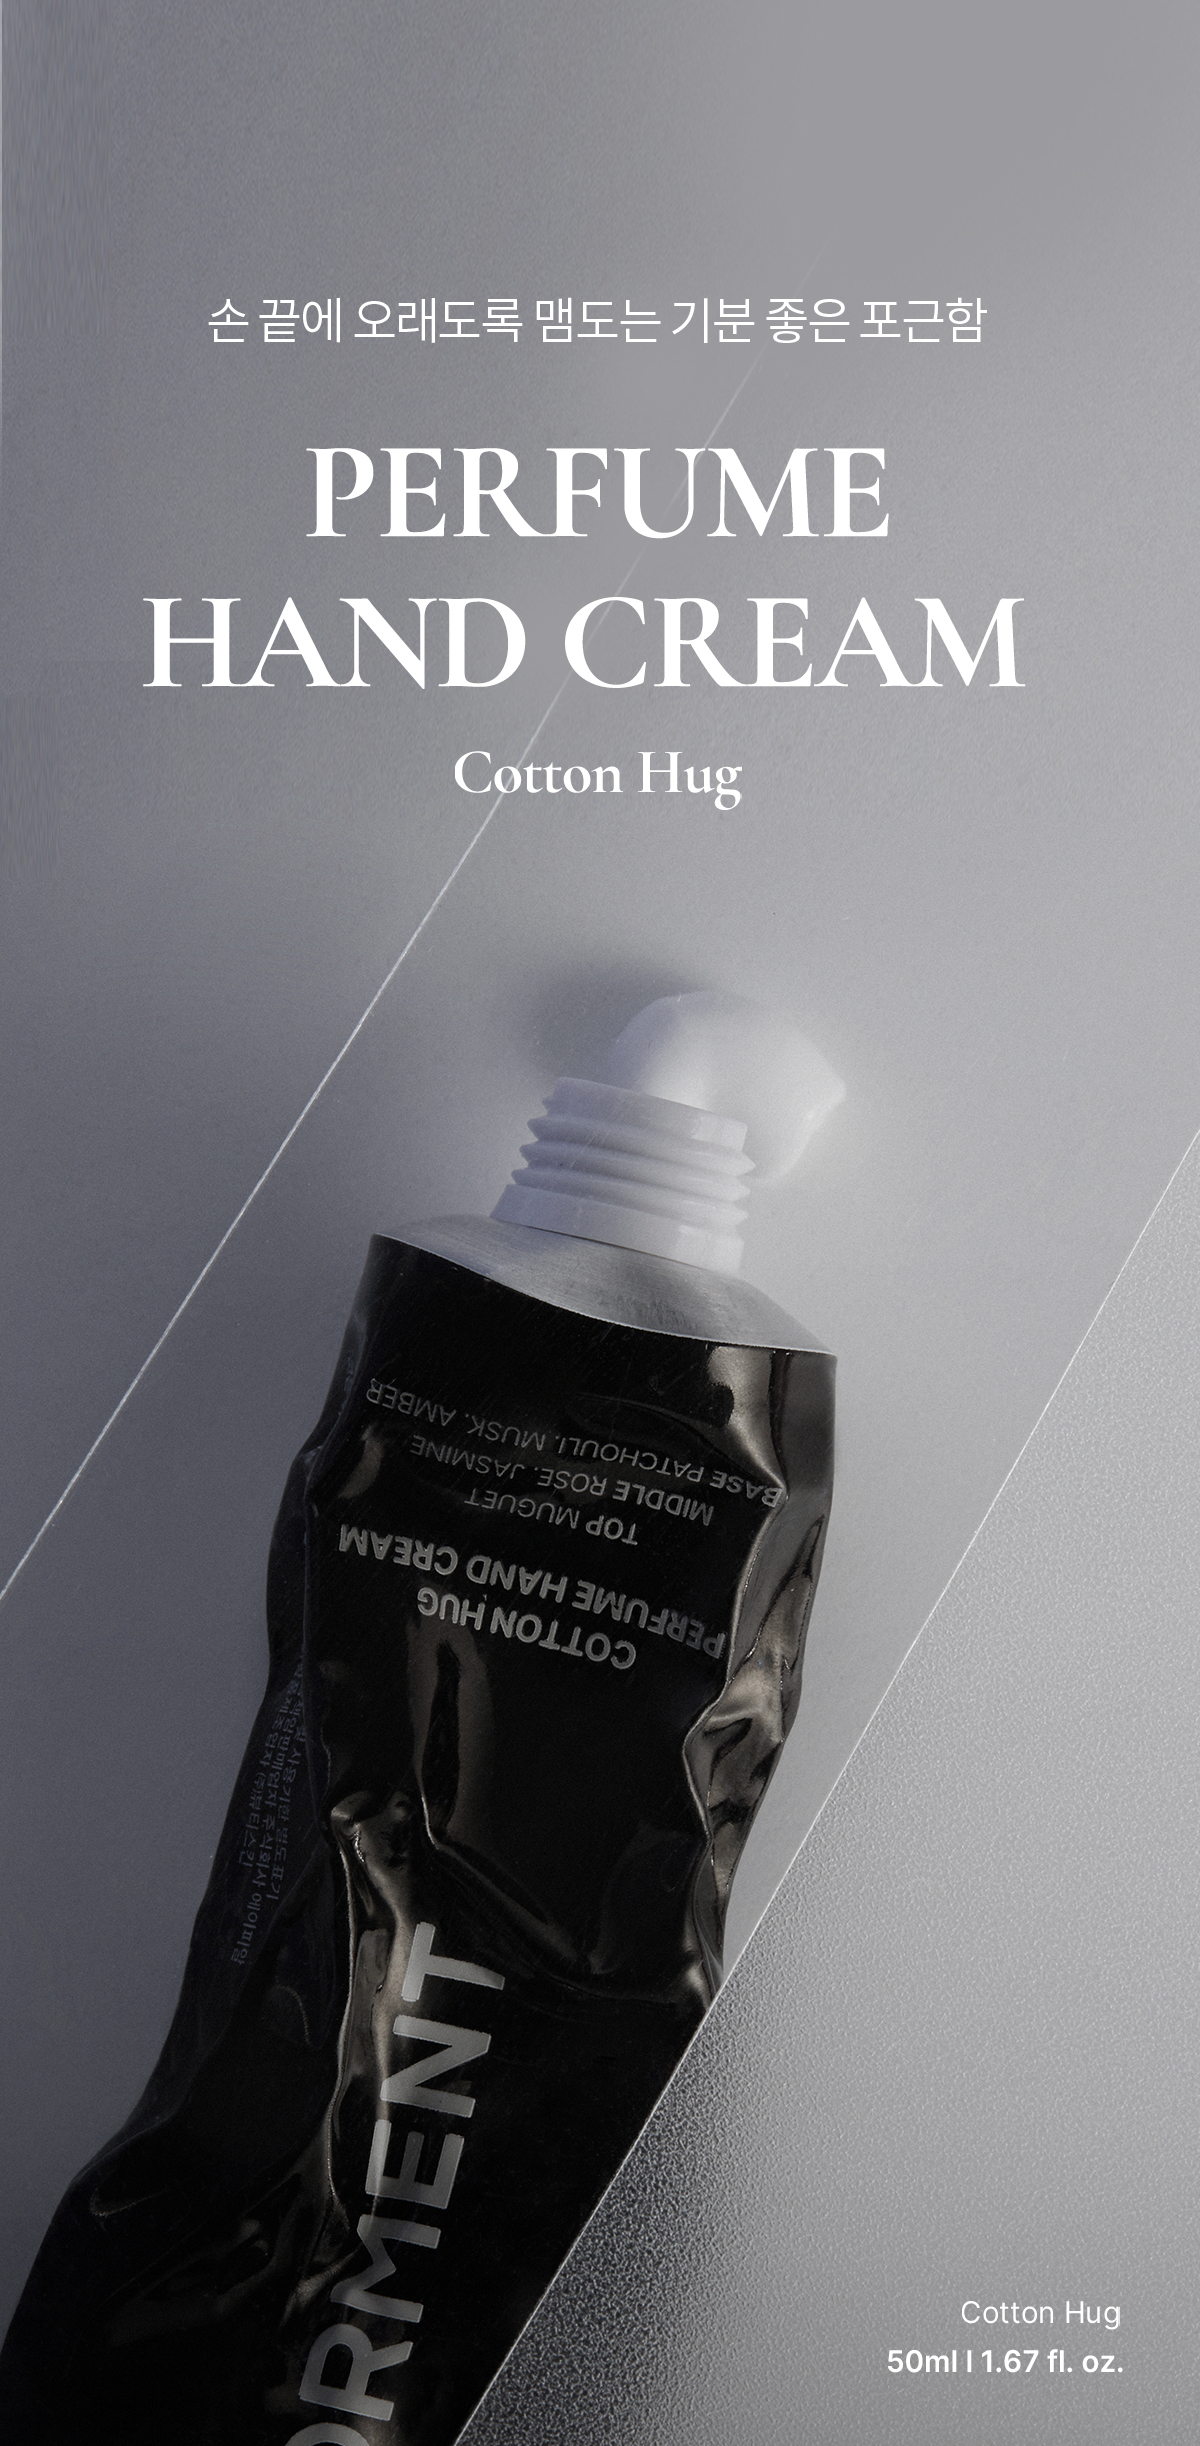 손 끝에 오래도록 맴도는 기분 좋은 포근함
PERFUME
HAND CREAM
Cotton Hug
COTTON HUG
PERFUME HAND CREAM
TOP MUGUET
MIDDLE ROSE, JASMINE
BASE PATCHOULI, MUSK, AMBER
RMENT
Cotton Hug
50ml l 1.67 fl. oz.